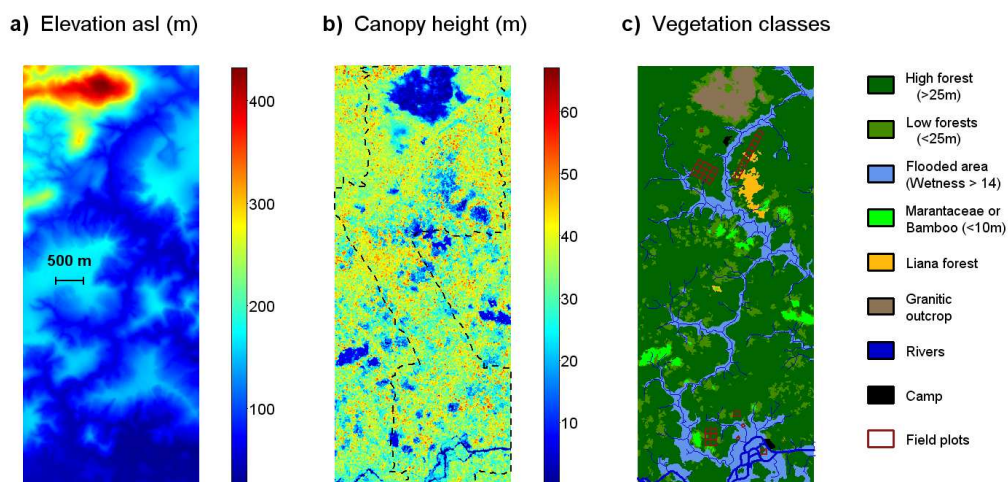 a) Elevation asl (m)
b) Canopy height (m)
c) Vegetation classes
500 m
400
300
200
100
60
50
40
30
20
10
High forest
(>25m)
Low forests
(<25m)
Flooded area
(Wetness > 14)
Marantaceae or
Bamboo (<10m)
Liana forest
Granitic
outcrop
Rivers
Camp
Field plots